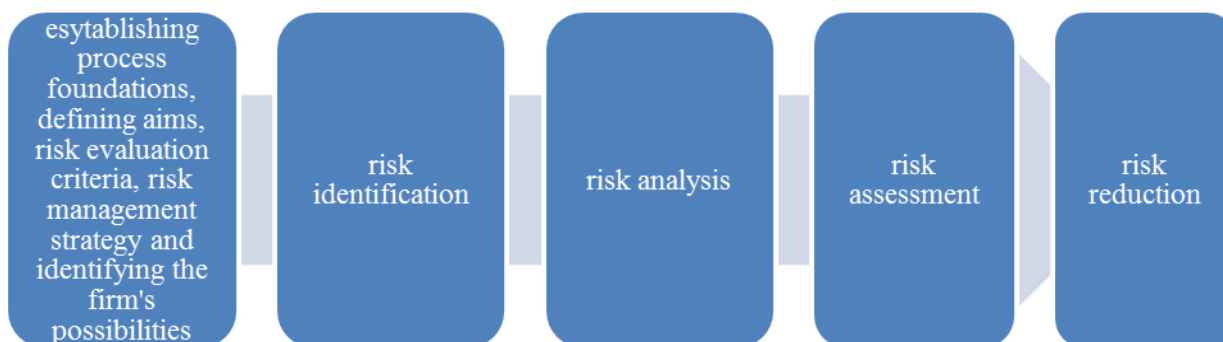 esytablishing
process
foundations,
defining aims,
risk evaluation
criteria, risk
management
strategy and
identifying the
firm's
possibilities
risk
identification
risk analysis
risk
assessment
risk
reduction